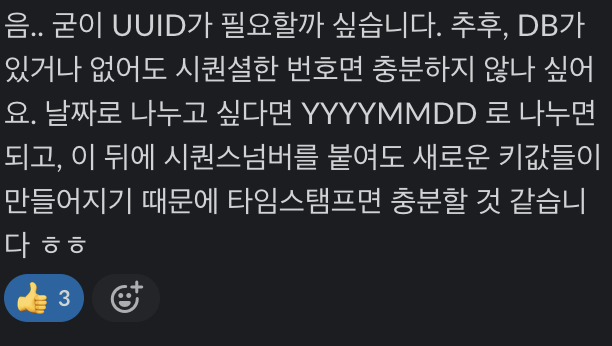 음.. 굳이 UUID가 필요할까 싶습니다. 추후, DB가
있거나 없어도 시퀀셜한 번호면 충분하지 않나 싶어
요. 날짜로 나누고 싶다면 YYYYMMDD 로 나누면
되고, 이 뒤에 시퀀스넘버를 붙여도 새로운 키값들이
만들어지기 때문에 타임스탬프면 충분할 것 같습니
다 ㅎㅎ
3